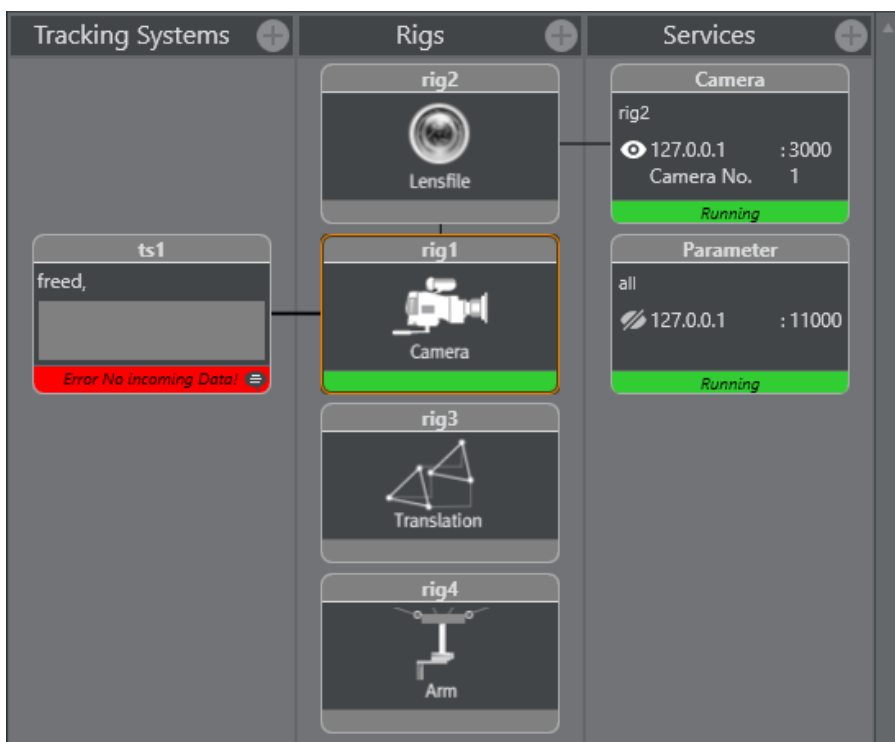 Tracking Systems
Rigs
Services
ts1
freed,
Error No incoming Data!
rig2
Lensfile
rig1
Camera
rig3
Translation
rig4
Arm
Camera
rig2
127.0.0.1 : 3000
Camera No. 1
Running
Parameter
all
127.0.0.1 : 11000
Running